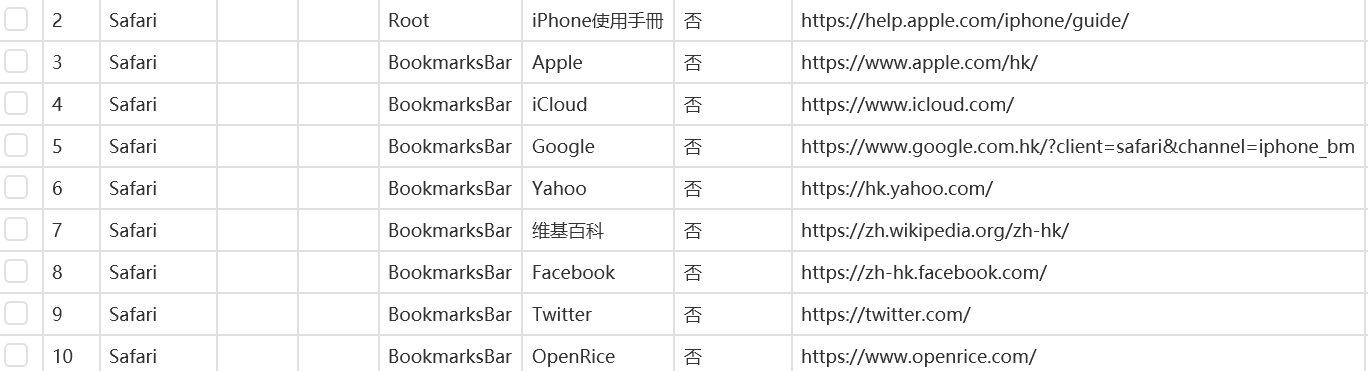 2 Safari Root iPhone使用手冊 否 https://help.apple.com/iphone/guide/
3 Safari BookmarksBar Apple 否 https://www.apple.com/hk/
4 Safari BookmarksBar iCloud 否 https://www.icloud.com/
5 Safari BookmarksBar Google 否 https://www.google.com.hk/?client=safari&channel=iphone_bm
6 Safari BookmarksBar Yahoo 否 https://hk.yahoo.com/
7 Safari BookmarksBar 维基百科 否 https://zh.wikipedia.org/zh-hk/
8 Safari BookmarksBar Facebook 否 https://zh-hk.facebook.com/
9 Safari BookmarksBar Twitter 否 https://twitter.com/
10 Safari BookmarksBar OpenRice 否 https://www.openrice.com/